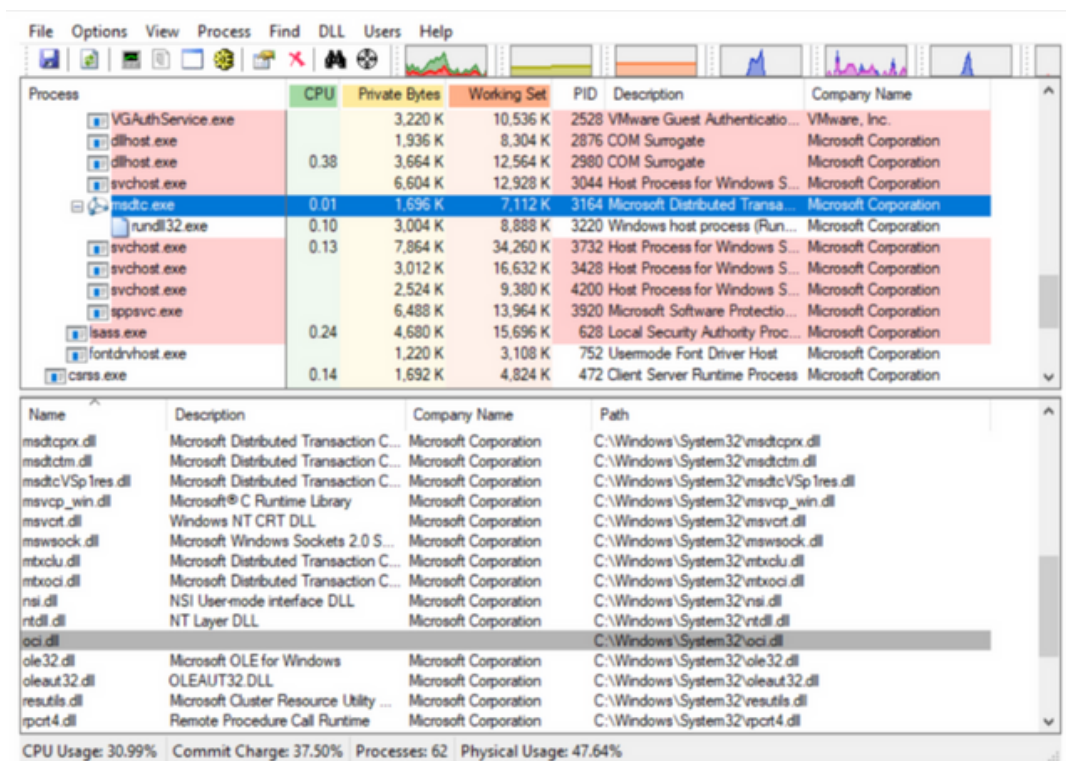 File Options View Process Find DLL Users Help
Process CPU Private Bytes Working Set PID Description Company Name
VGAuthService.exe 3,220 K 10,536 K 2528 VMware Guest Authenticatio... VMware, Inc.
dllhost.exe 1,936 K 8,304 K 2876 COM Surrogate Microsoft Corporation
dllhost.exe 0.38 3,664 K 12,564 K 2980 COM Surrogate Microsoft Corporation
svchost.exe 6,604 K 12,928 K 3044 Host Process for Windows S... Microsoft Corporation
msdtc.exe 0.01 1,696 K 7,112 K 3164 Microsoft Distributed Transa... Microsoft Corporation
rundll32.exe 0.10 3,004 K 8,888 K 3220 Windows host process (Run... Microsoft Corporation
svchost.exe 0.13 7,864 K 34,260 K 3732 Host Process for Windows S... Microsoft Corporation
svchost.exe 3,012 K 16,632 K 3428 Host Process for Windows S... Microsoft Corporation
svchost.exe 2,524 K 9,380 K 4200 Host Process for Windows S... Microsoft Corporation
sppsvc.exe 6,488 K 13,964 K 3920 Microsoft Software Protectio... Microsoft Corporation
lsass.exe 0.24 4,680 K 15,696 K 628 Local Security Authority Proc... Microsoft Corporation
fontdrvhost.exe 1,220 K 3,108 K 752 Usermode Font Driver Host Microsoft Corporation
csrss.exe 0.14 1,692 K 4,824 K 472 Client Server Runtime Process Microsoft Corporation
Name Description Company Name Path
msdtcprx.dll Microsoft Distributed Transaction C... Microsoft Corporation C:\Windows\System32\msdtcprx.dll
msdtctm.dll Microsoft Distributed Transaction C... Microsoft Corporation C:\Windows\System32\msdtctm.dll
msdtcVSp1res.dll Microsoft Distributed Transaction C... Microsoft Corporation C:\Windows\System32\msdtcVSp1res.dll
msvcp_win.dll Microsoft® C Runtime Library Microsoft Corporation C:\Windows\System32\msvcp_win.dll
msvcrt.dll Windows NT CRT DLL Microsoft Corporation C:\Windows\System32\msvcrt.dll
mswsock.dll Microsoft Windows Sockets 2.0 S... Microsoft Corporation C:\Windows\System32\mswsock.dll
mtxclu.dll Microsoft Distributed Transaction C... Microsoft Corporation C:\Windows\System32\mtxclu.dll
mtxoci.dll Microsoft Distributed Transaction C... Microsoft Corporation C:\Windows\System32\mtxoci.dll
nsi.dll NSI User-mode interface DLL Microsoft Corporation C:\Windows\System32\nsi.dll
ntdll.dll NT Layer DLL Microsoft Corporation C:\Windows\System32\ntdll.dll
oci.dll C:\Windows\System32\oci.dll
ole32.dll Microsoft OLE for Windows Microsoft Corporation C:\Windows\System32\ole32.dll
oleaut32.dll OLEAUT32.DLL Microsoft Corporation C:\Windows\System32\oleaut32.dll
resutils.dll Microsoft Cluster Resource Utility ... Microsoft Corporation C:\Windows\System32\resutils.dll
rpcrt4.dll Remote Procedure Call Runtime Microsoft Corporation C:\Windows\System32\rpcrt4.dll
CPU Usage: 30.99% Commit Charge: 37.50% Processes: 62 Physical Usage: 47.64%